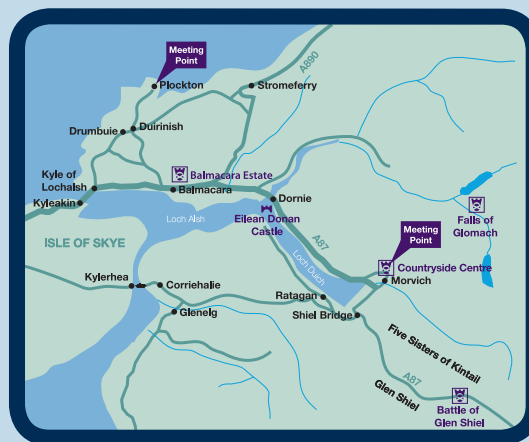 Meeting
Point
Plockton
A890
Stromeferry
Duirinish
Drumbuie
Kyle of
Lochalsh
Balmacara Estate
Balmacara
Kyleakin
Dornie
Loch Alsh
Eilean Donan
Castle
A87
Falls of
Glomach
Meeting
Point
ISLE OF SKYE
Loch Duich
Countryside Centre
Morvich
Kylerhea
Corriehalie
Ratagan
Glenelg
Shiel Bridge
Five Sisters of Kintail
A87
Glen Shiel
Battle of
Glen Shiel